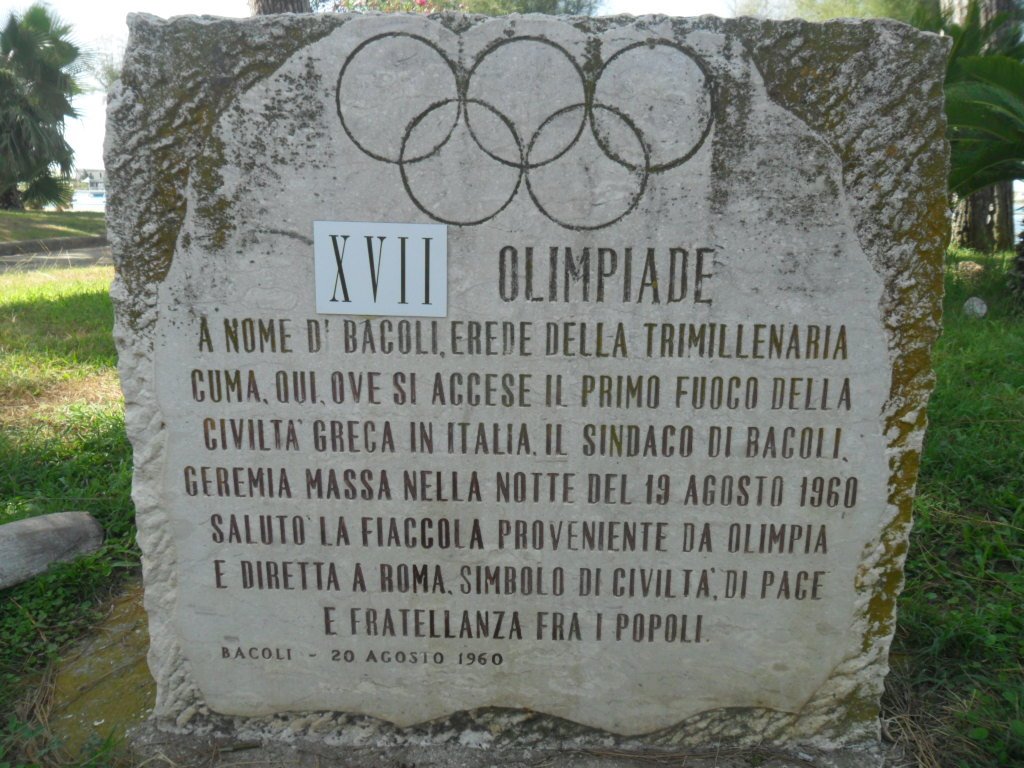 XVII OLIMPIADE
A NOME D' BACOLI, EREDE DELLA TRIMILLENARIA
CUMA, QUI, OVE SI ACCESE IL PRIMO FUOCO DELLA
CIVILTA' GRECA IN ITALIA, IL SINDACO DI BACOLI,
GEREMIA MASSA NELLA NOTTE DEL 19 AGOSTO 1960
SALUTO' LA FIACCOLA PROVENIENTE DA OLIMPIA
E DIRETTA A ROMA, SIMBOLO DI CIVILTA', DI PACE
E FRATELLANZA FRA I POPOLI.
BACOLI - 20 AGOSTO 1960